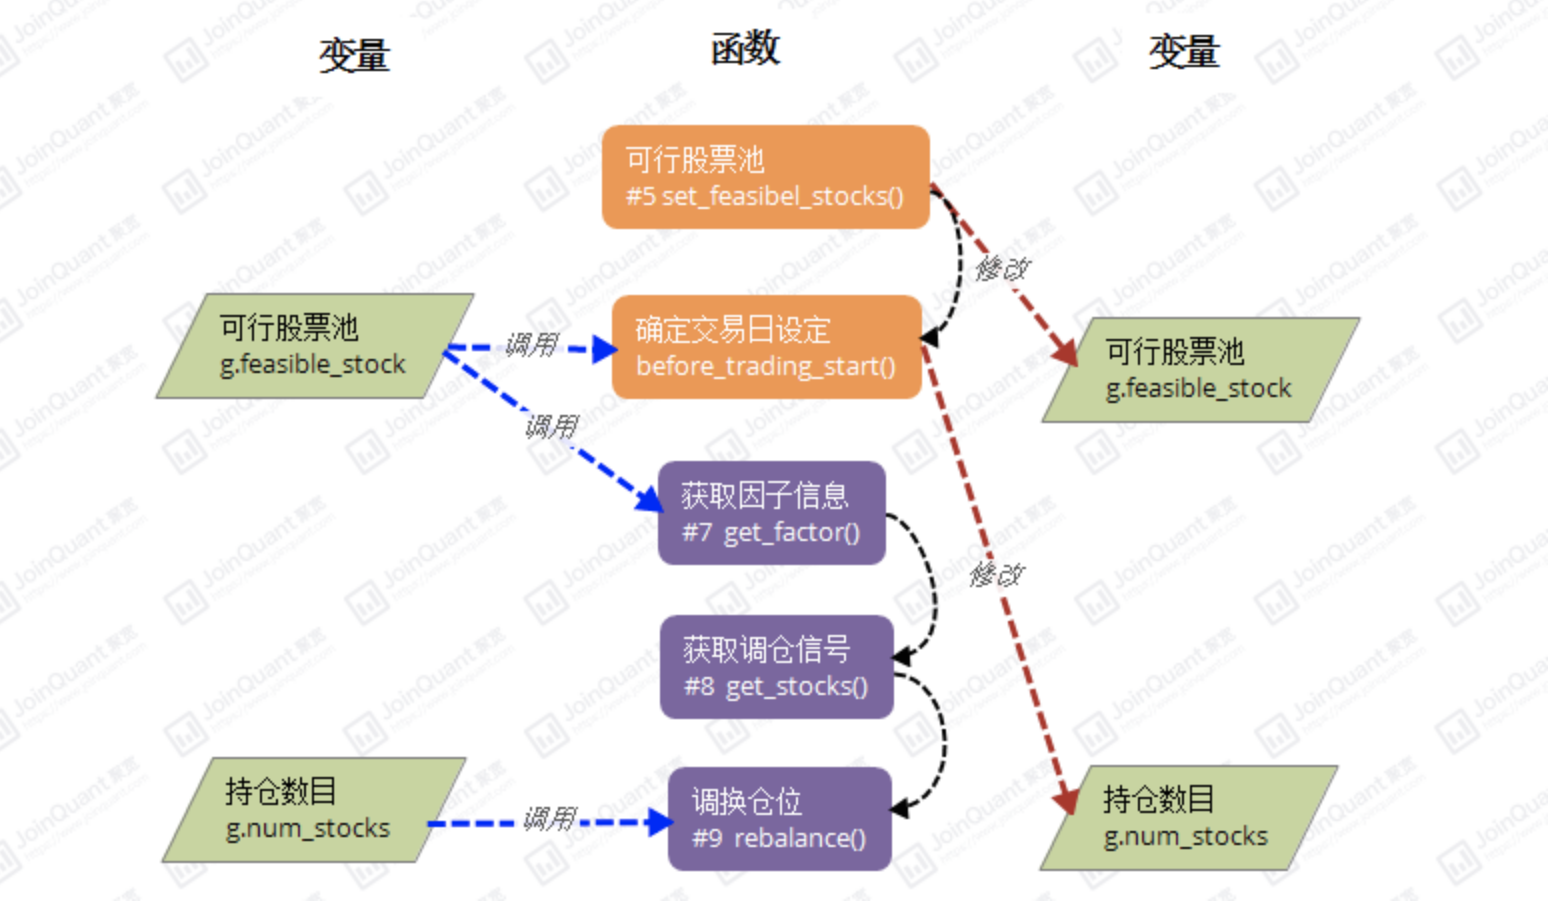 变量
函数
变量
可行股票池
#5 set_feasibel_stocks()
修改
可行股票池
g.feasible_stock
调用
确定交易日设定
before_trading_start()
可行股票池
g.feasible_stock
调用
获取因子信息
#7 get_factor()
修改
获取调仓信号
#8 get_stocks()
持仓数目
g.num_stocks
调用
调换仓位
#9 rebalance()
持仓数目
g.num_stocks
JoinQuant 聚宽